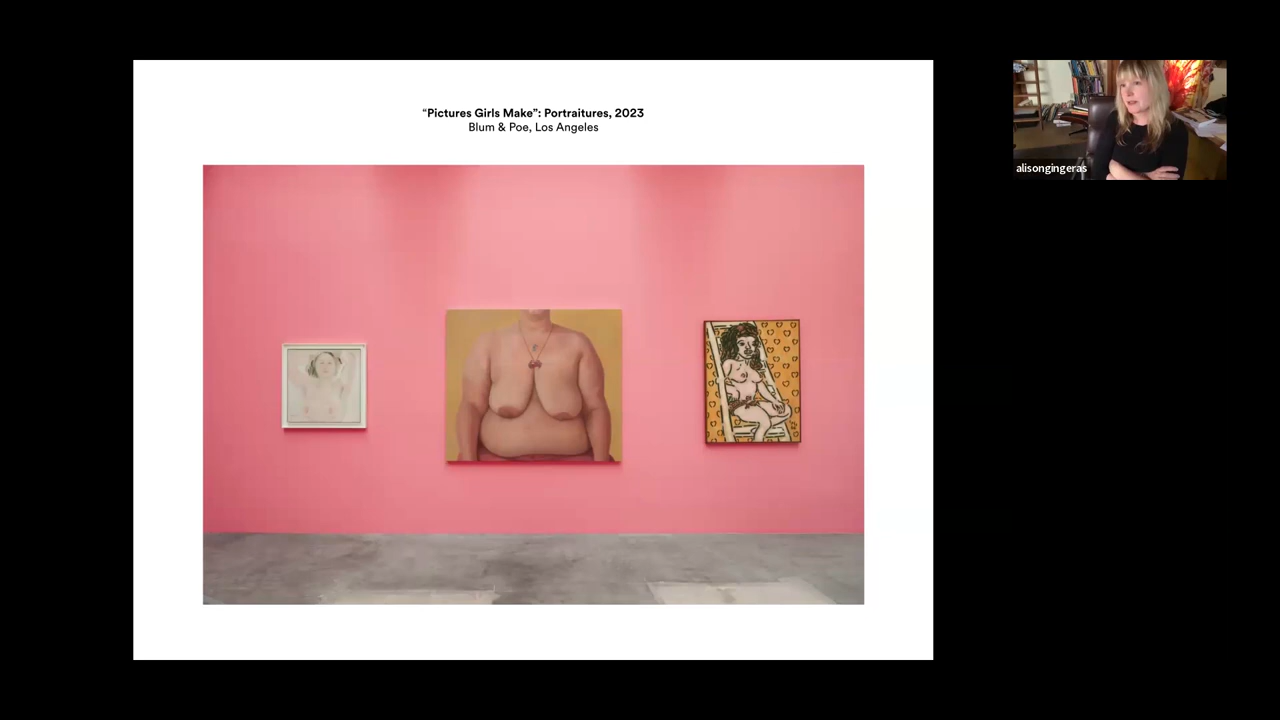 “Pictures Girls Make”: Portraitures, 2023
Blum & Poe, Los Angeles
alisongingeras